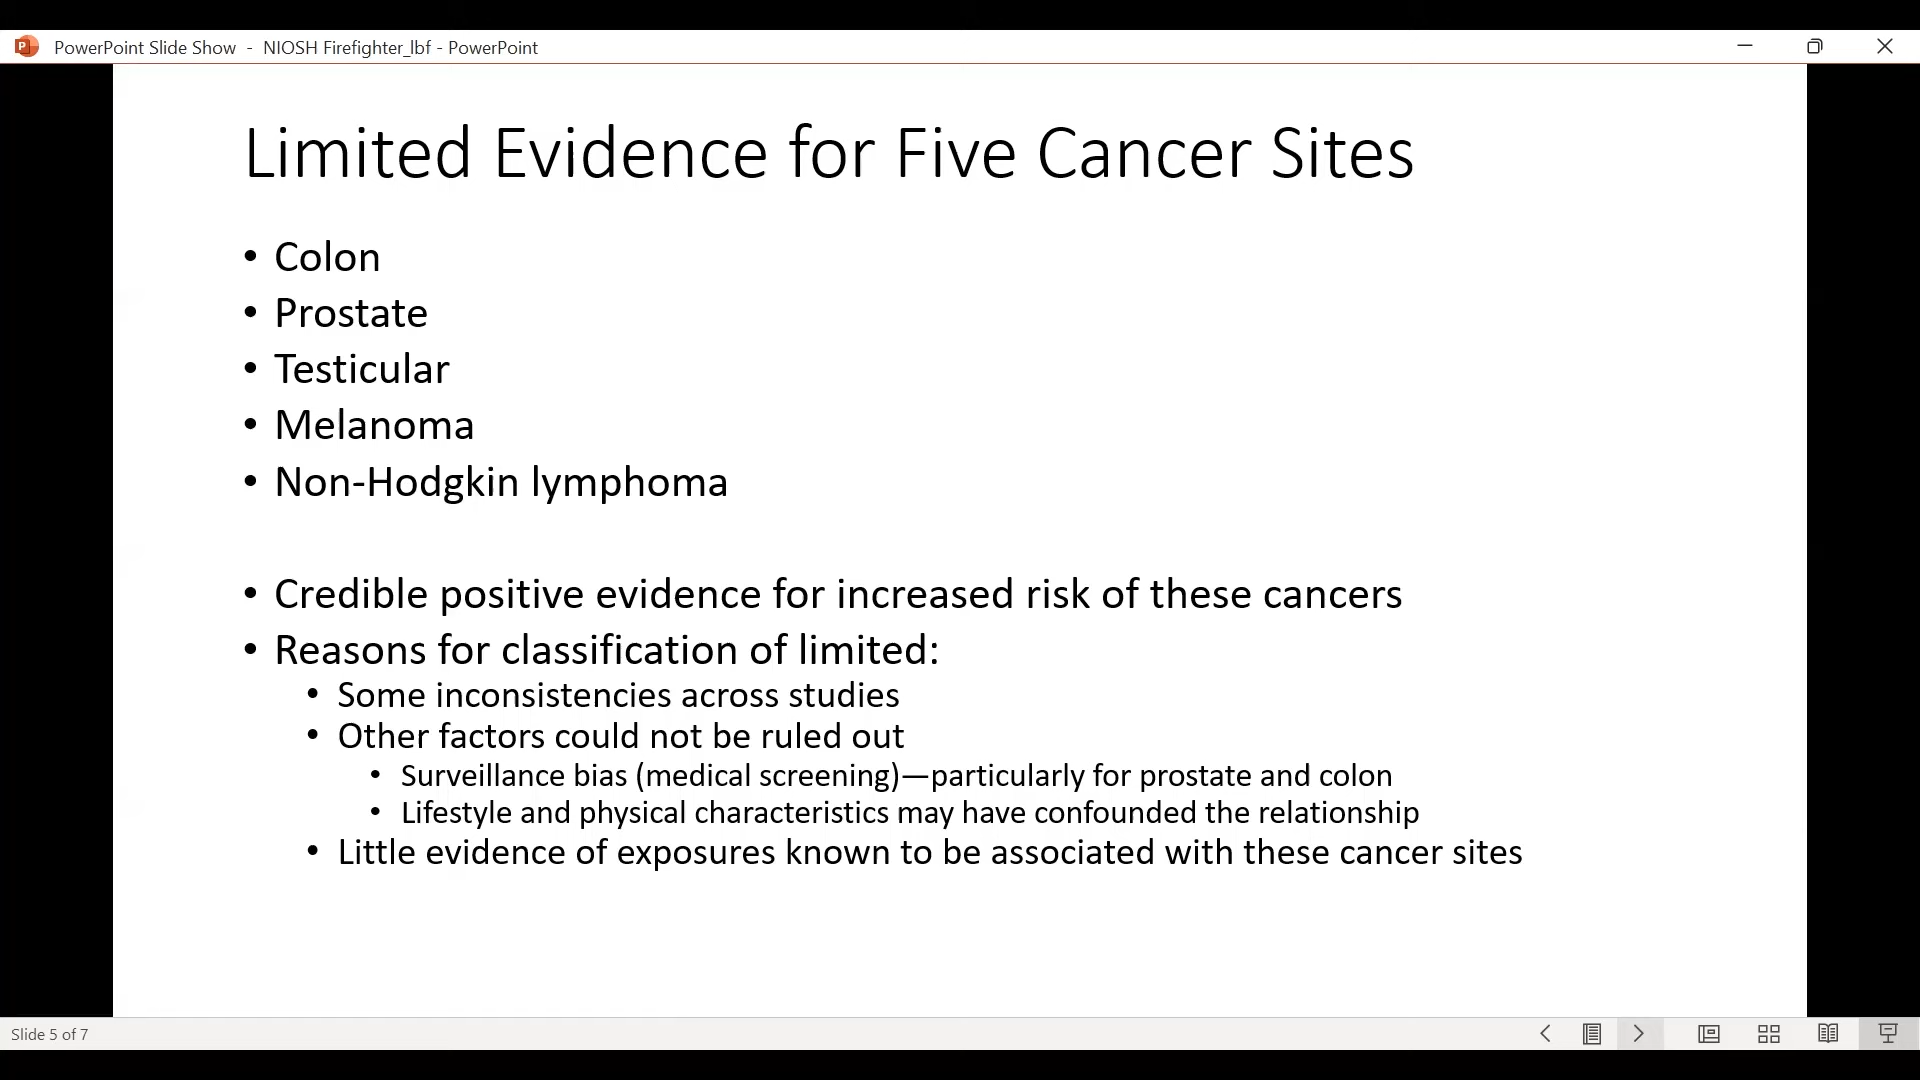 PowerPoint Slide Show - NIOSH Firefighter_lbf - PowerPoint
Limited Evidence for Five Cancer Sites
• Colon
• Prostate
• Testicular
• Melanoma
• Non-Hodgkin lymphoma
• Credible positive evidence for increased risk of these cancers
• Reasons for classification of limited:
• Some inconsistencies across studies
• Other factors could not be ruled out
• Surveillance bias (medical screening)—particularly for prostate and colon
• Lifestyle and physical characteristics may have confounded the relationship
• Little evidence of exposures known to be associated with these cancer sites
Slide 5 of 7